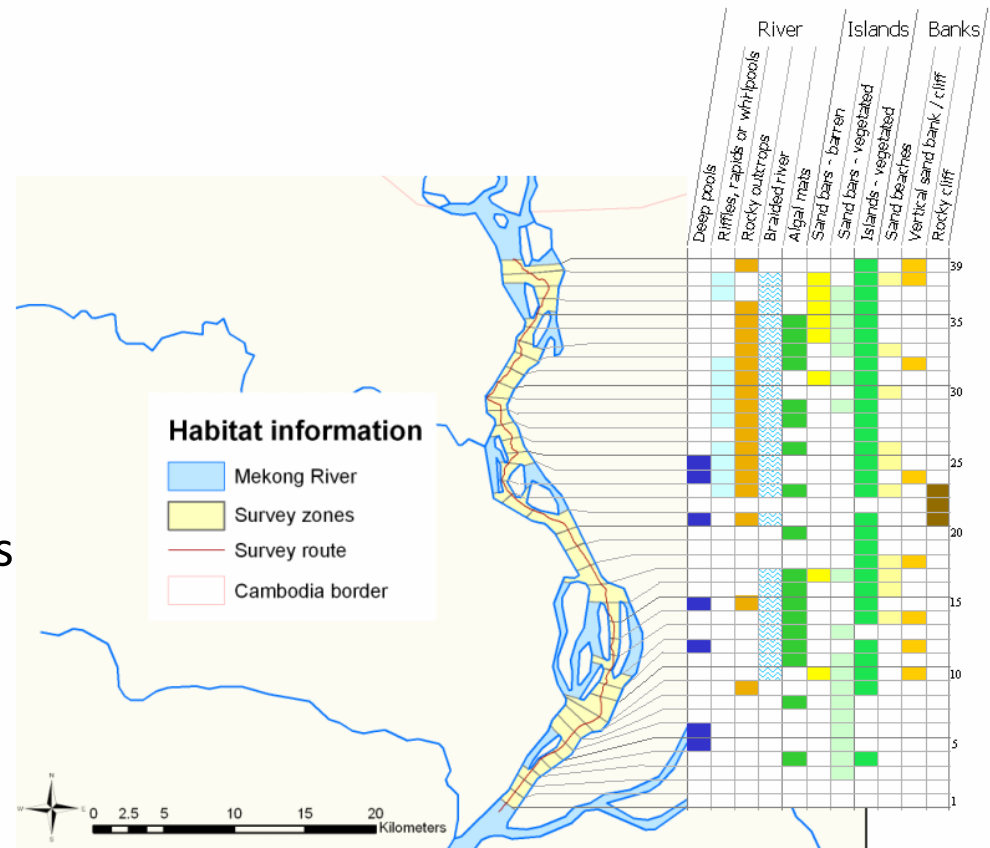 River Islands Banks
Deep pools
Riffles, rapids or whirlpools
Rocky outcrops
Braided river
Algal mats
Sand bars - barren
Sand bars - vegetated
Islands - vegetated
Sand beaches
Vertical sand bank / cliff
Rocky cliff
39
35
30
25
20
15
10
5
1
Habitat information
Mekong River
Survey zones
Survey route
Cambodia border
s
N
W E
S
0 2.5 5 10 15 20
Kilometers